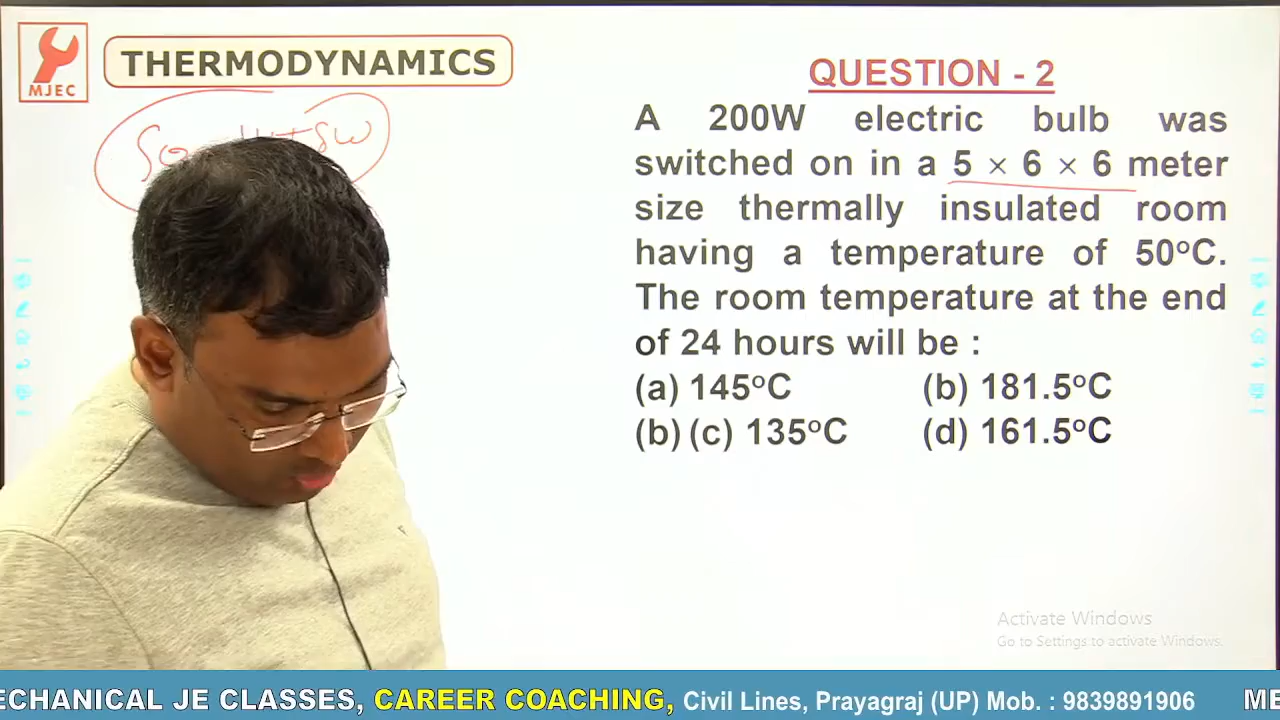 MJEC
THERMODYNAMICS
QUESTION - 2
A 200W electric bulb was
switched on in a 5 × 6 × 6 meter
size thermally insulated room
having a temperature of 50°C.
The room temperature at the end
of 24 hours will be :
(a) 145°C (b) 181.5°C
(b) (c) 135°C (d) 161.5°C
Activate Windows
Go to Settings to activate Windows.
ECHANICAL JE CLASSES, CAREER COACHING, Civil Lines, Prayagraj (UP) Mob. : 9839891906 ME